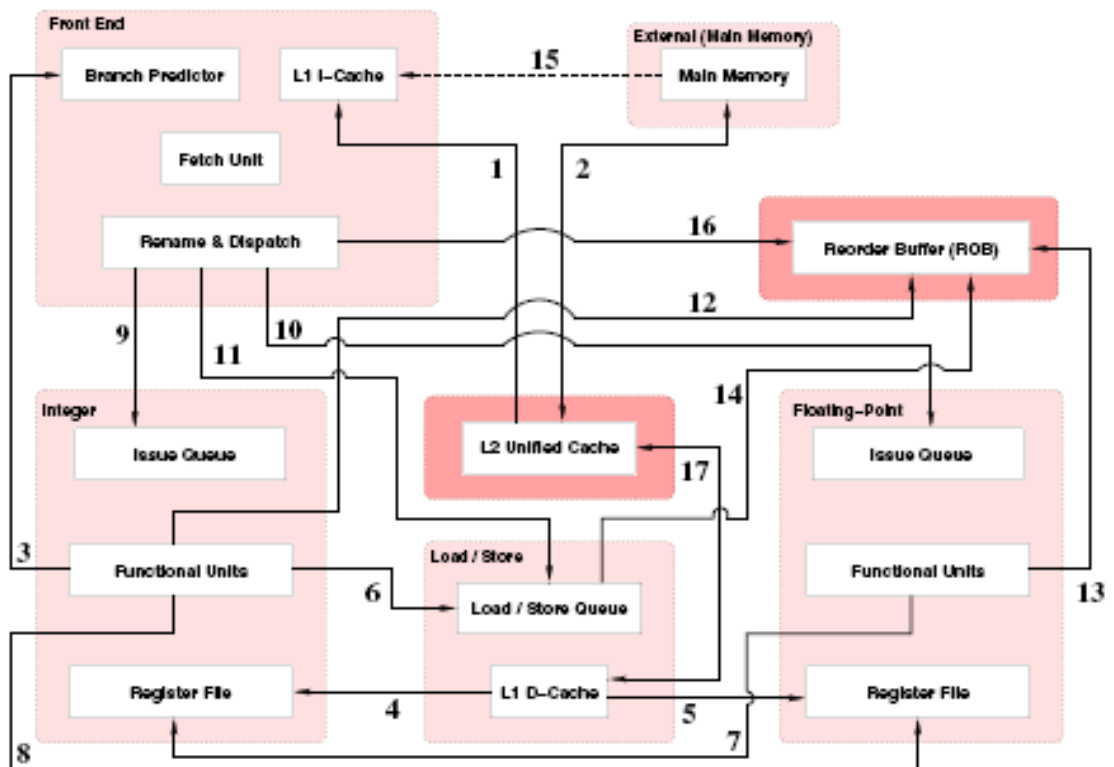 Front End
External (Main Memory)
Branch Predictor
L1 I-Cache
15
Main Memory
1
2
Fetch Unit
Rename & Dispatch
16
Reorder Buffer (ROB)
9
11
10
12
14
Integer
Floating-Point
Issue Queue
L2 Unified Cache
17
Issue Queue
3
Functional Units
6
Load / Store
Load / Store Queue
Functional Units
13
Register File
4
L1 D-Cache
5
7
Register File
8